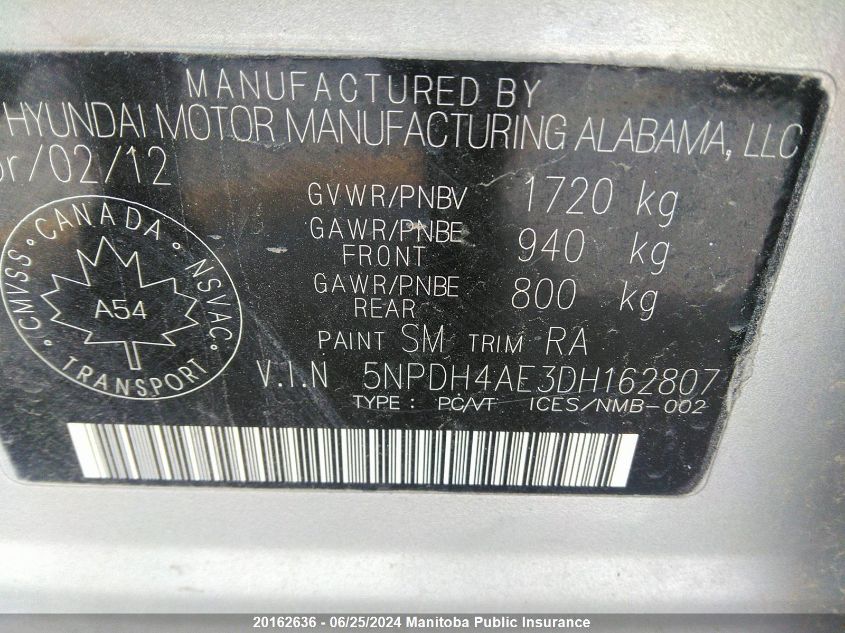 MANUFACTURED BY
HYUNDAI MOTOR MANUFACTURING ALABAMA, LLC
or/02/12
GVWR/PNBV 1720 kg
GAWR/PNBE FRONT 940 kg
GAWR/PNBE REAR 800 kg
CANADA
CMVSS · NSVAC
A54
TRANSPORT
PAINT SM TRIM RA
V.I.N 5NPDH4AE3DH162807
TYPE : PC/VT ICES/NMB-002
20162636 - 06/25/2024 Manitoba Public Insurance